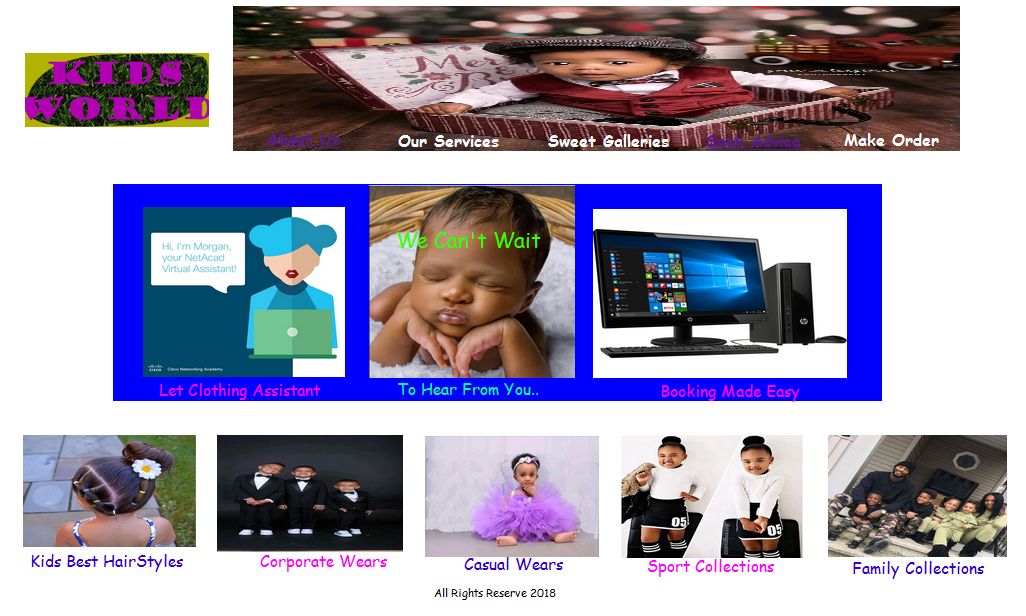 KIDS
WORLD
About Us
Our Services
Sweet Galleries
Seek Advice
Make Order
Hi, I'm Morgan,
your NetAcad
Virtual Assistant!
We Can't Wait
Cisco Networking Academy
Let Clothing Assistant
To Hear From You..
Booking Made Easy
05
Kids Best HairStyles
Corporate Wears
Casual Wears
Sport Collections
Family Collections
All Rights Reserve 2018